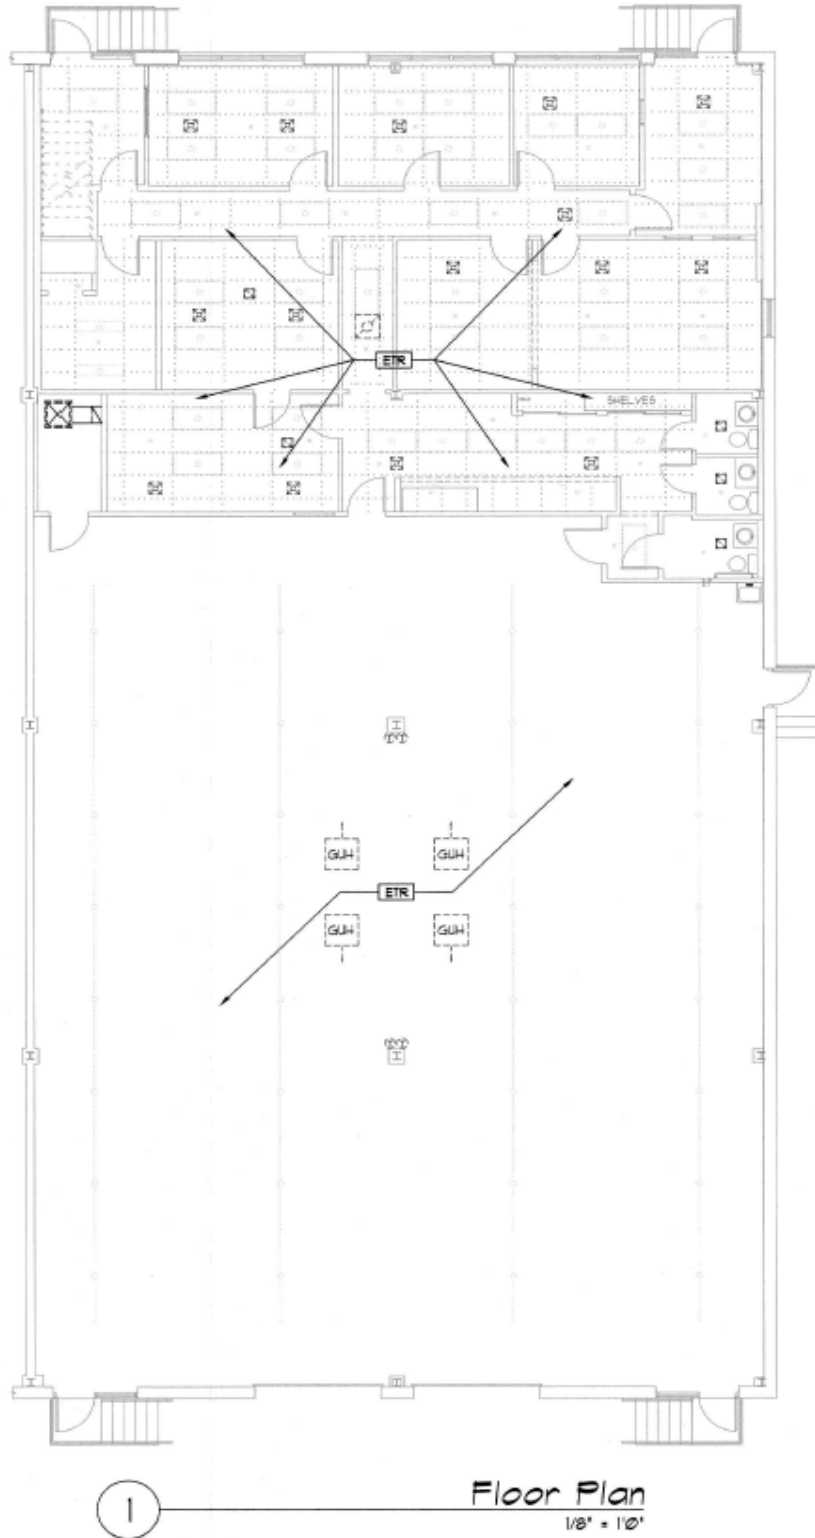 ETR
SHELVES
GUH
GUH
ETR
GUH
GUH
1
Floor Plan
1/8" = 1'0"